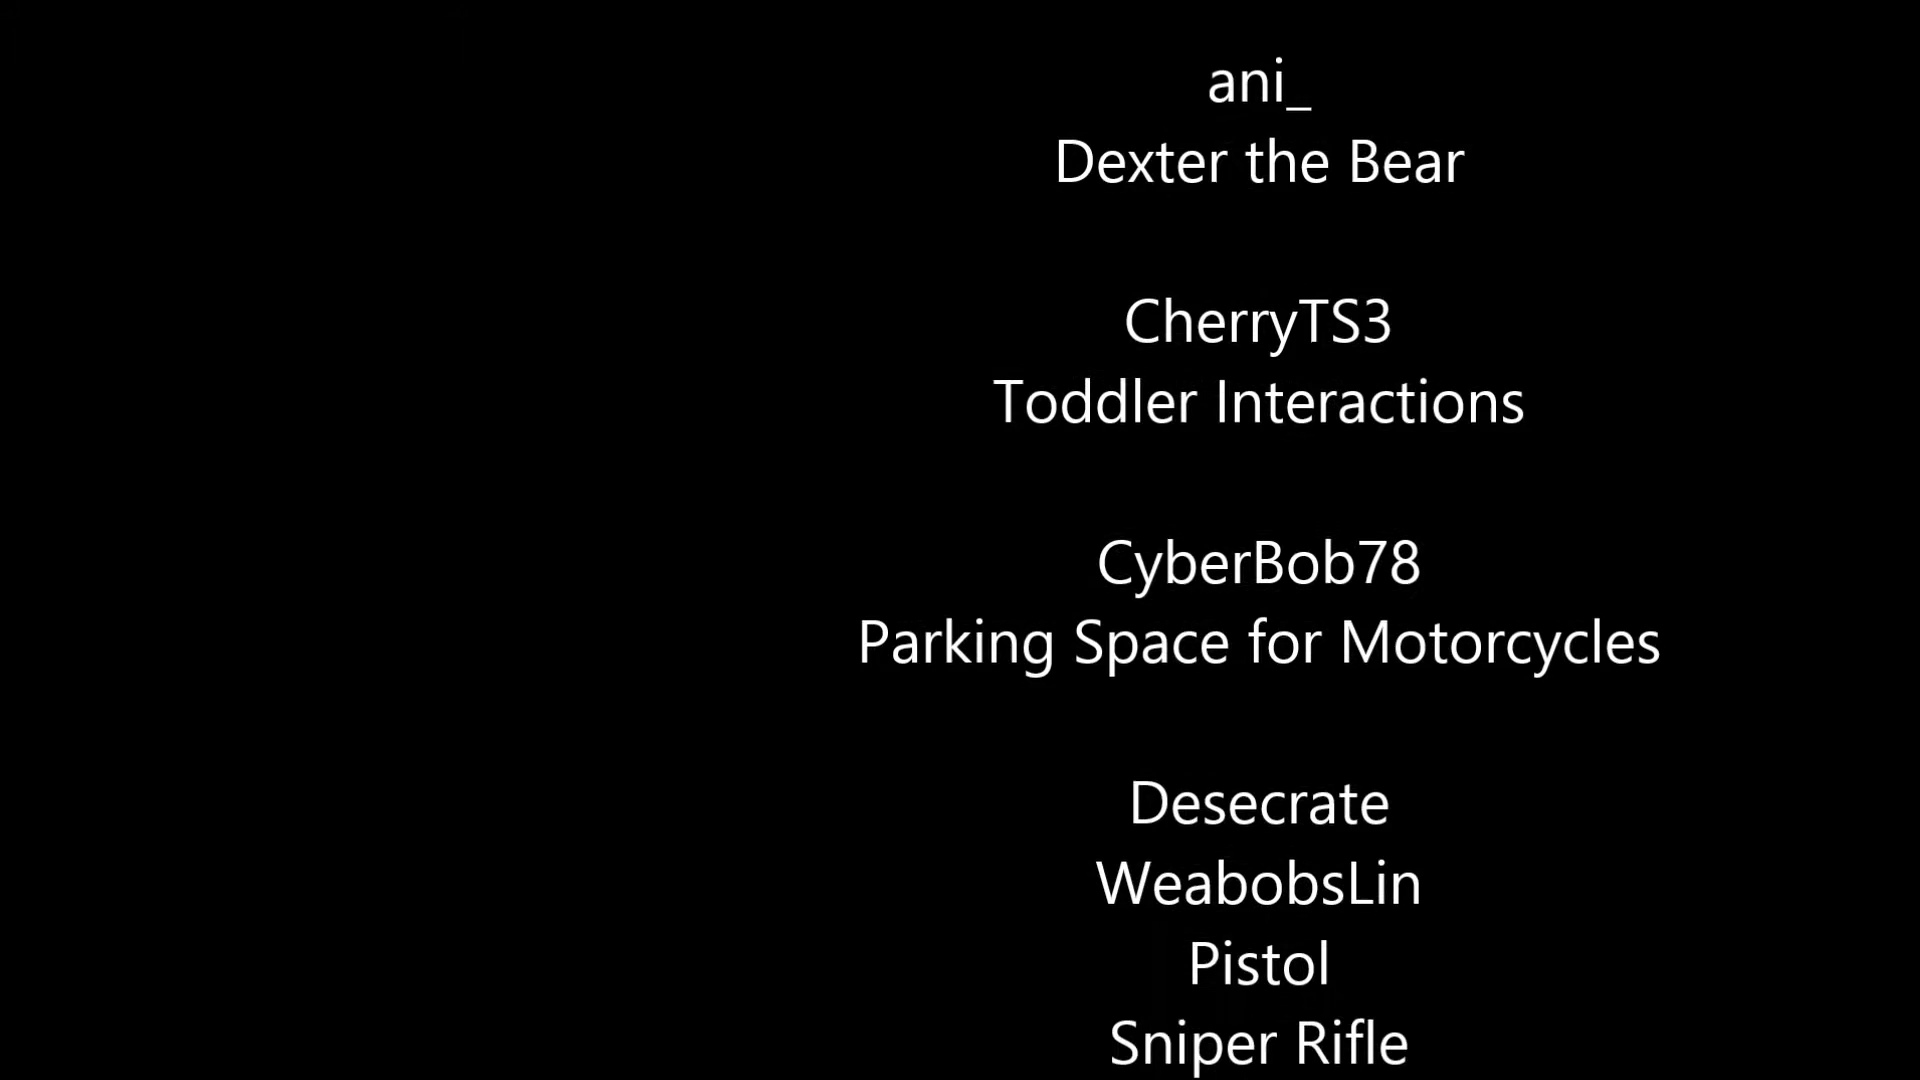 ani_
Dexter the Bear
CherryTS3
Toddler Interactions
CyberBob78
Parking Space for Motorcycles
Desecrate
WeabobsLin
Pistol
Sniper Rifle